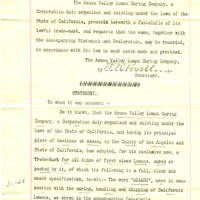 The Azusa Valley Lemon Curing Company, a
Corporation duly organized and existing under the laws of the
State of California, presents herewith a fac-simile of its
lawful trade-mark, and requests that the same, together with
the accompanying Statement and Declaration, may be recorded,
in accordance with the law in such cases made and provided.
The Azusa Valley Lemon Curing Company,
by
Secretary.
STATEMENT.
To whom it may concern:-
Be it known, that the Azusa Valley Lemon Curing
Company, a Corporation duly organized and existing under the
laws of the State of California, and having its principal
place of business at Azusa, in the County of Los Angeles and
State of California, has adopted, for its exclusive use, a
Trade-Mark for all kinds of first class Lemons, cured or
packed by it, of which the following is a full, clear and
exact specification, to-wit:- The word is used in con-
nection with the curing, handling and shipping of California
Lemons, as shown in the accompanying fac-simile